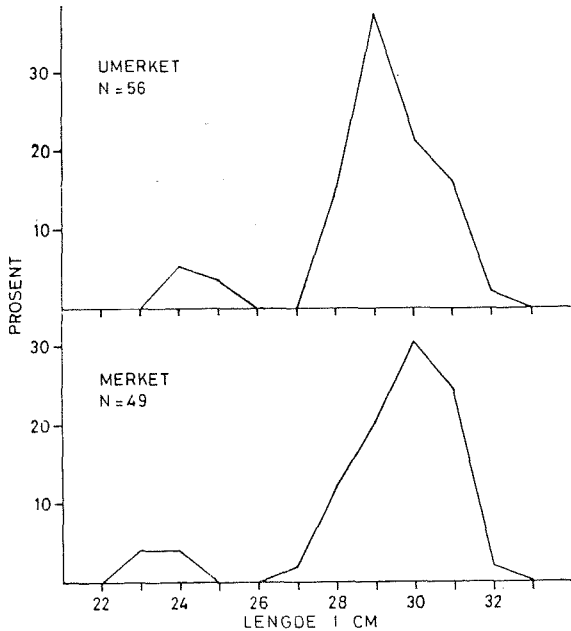 30
20
10
UMERKET
N = 56
PROSENT
30
20
10
MERKET
N = 49
22 24 26 28 30 32
LENGDE I CM